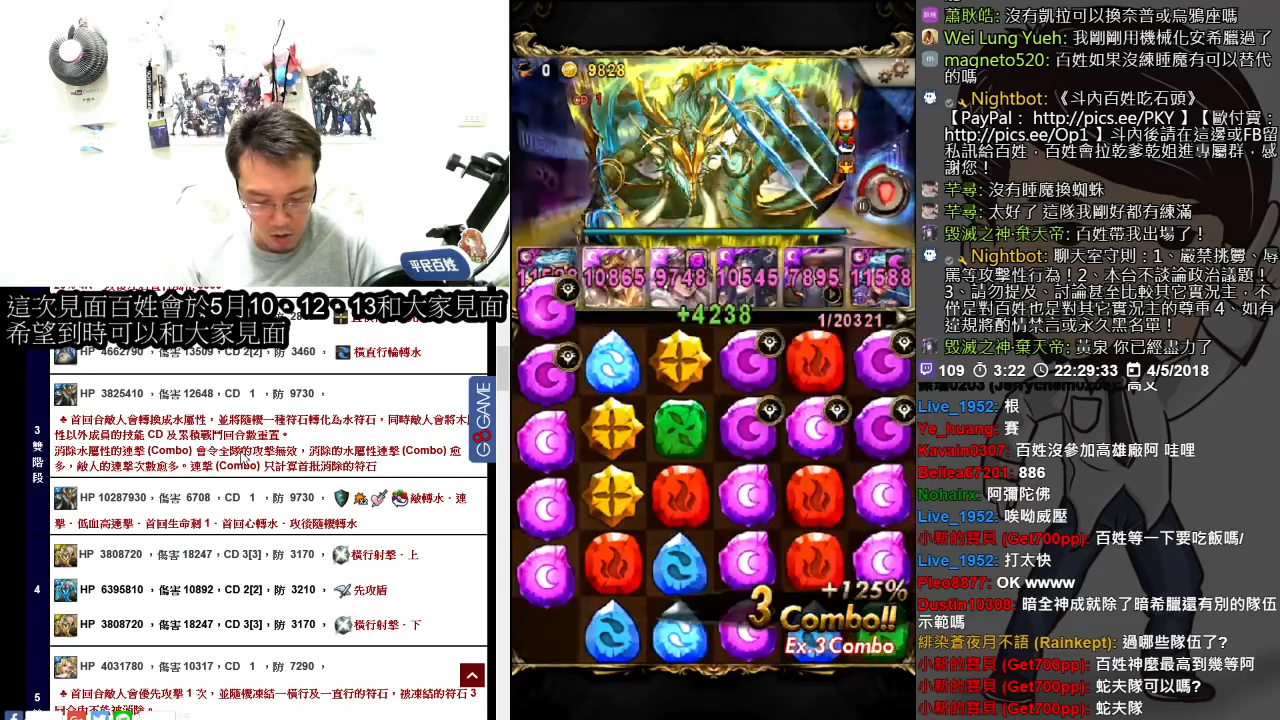 平民百姓
這次見面百姓會於5月10、12、13和大家見面
希望到時可以和大家見面
HP 4662790 ，傷害 13509，CD 2[2]，防 3460 ，橫直行輪轉水
HP 3825410 ，傷害 12648，CD 1 ，防 9730 ，
♣ 首回合敵人會轉換成水屬性，並將隨機一種符石轉化為水符石，同時敵人會將木
性以外成員的技能 CD 及累積戰鬥回合數重置。
消除水屬性的連擊 (Combo) 會令全時的攻擊無效，消除的水屬性連擊 (Combo) 愈
多，敵人的連擊次數愈多。連擊 (Combo) 只計算首批消除的符石
3
雙
階
段
HP 10287930，傷害 6708，CD 1 ，防 9730 ，敵轉水．連
擊．低血高連擊．首回生命剩 1．首回心轉水．攻後隨機轉水
HP 3808720 ，傷害 18247，CD 3[3]，防 3170 ，橫行射擊．上
4
HP 6395810 ，傷害 10892，CD 2[2]，防 3210 ，先攻盾
HP 3808720 ，傷害 18247，CD 3[3]，防 3170 ，橫行射擊．下
HP 4031780 ，傷害 10317，CD 1 ，防 7290 ，
5
♣ 首回合敵人會優先攻擊 1 次，並隨機凍結一橫行及一直行的符石，被凍結的符石 3
G8 GAME
0 9828
CD 1
10865 9748 10545 7895 11588
+4238
1/20321
+125%
3 Combo!!
Ex. 3 Combo
蕭耿皓: 沒有凱拉可以換奈普或烏鴉座嗎
Wei Lung Yueh: 我剛剛用機械化安希臘過了
magneto520: 百姓如果沒練睡魔有可以替代
的嗎
Nightbot: 《斗內百姓吃石頭》
【PayPal： http://pics.ee/PKY 】【歐付寶：
http://pics.ee/Op1 】斗內後請在這邊或FB留
私訊給百姓．百姓會拉乾爹乾姐進專屬群．感
謝您！
芊尋: 沒有睡魔換蜘蛛
芊尋: 太好了 這隊我剛好都有練滿
毀滅之神·棄天帝: 百姓帶我出場了！
Nightbot: 聊天室守則：1、嚴禁挑釁、辱
罵等攻擊性行為！2、本台不談論政治議題！
3、請勿提及、討論甚至比較其它實況主，不
僅是對百姓也是對其它實況主的尊重 4、如有
違規將酌情禁言或永久黑名單！
毀滅之神·棄天帝: 黃泉 你已經盡力了
109 3:22 22:29:33 4/5/2018
Live_1952: 根
Ye_huang: 賽
Kavain0307: 百姓沒參加高雄廠阿 哇哩
Bellea67201: 886
Nohairx: 阿彌陀佛
Live_1952: 唉呦威壓
小新的寶貝 (Get700pp): 百姓等一下要吃飯嗎/
Live_1952: 打太快
Pleo8877: OK wwww
Dustin10308: 暗全神成就除了暗希臘還有別的隊伍
示範嗎
緋染蒼夜月不語 (Rainkept): 過哪些隊伍了?
小新的寶貝 (Get700pp): 百姓神麼最高到幾等阿
小新的寶貝 (Get700pp): 蛇夫隊可以嗎?
小新的寶貝 (Get700pp): 蛇夫隊